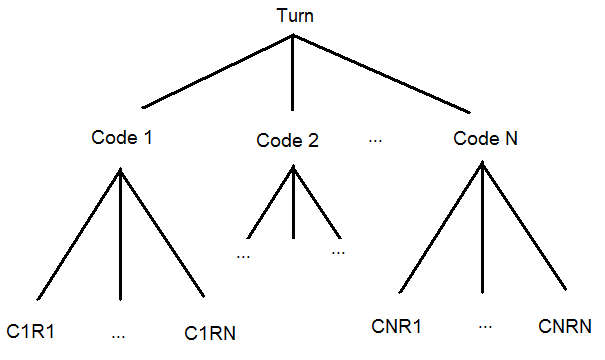 Turn
Code 1
Code 2
...
Code N
...
...
C1R1
...
C1RN
CNR1
...
CNRN